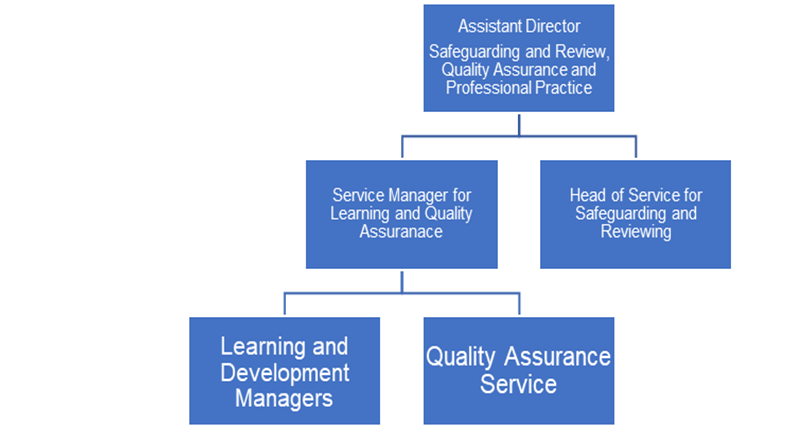 Assistant Director
Safeguarding and Review,
Quality Assurance and
Professional Practice
Service Manager for
Learning and Quality
Assuranace
Head of Service for
Safeguarding and
Reviewing
Learning and
Development
Managers
Quality Assurance
Service